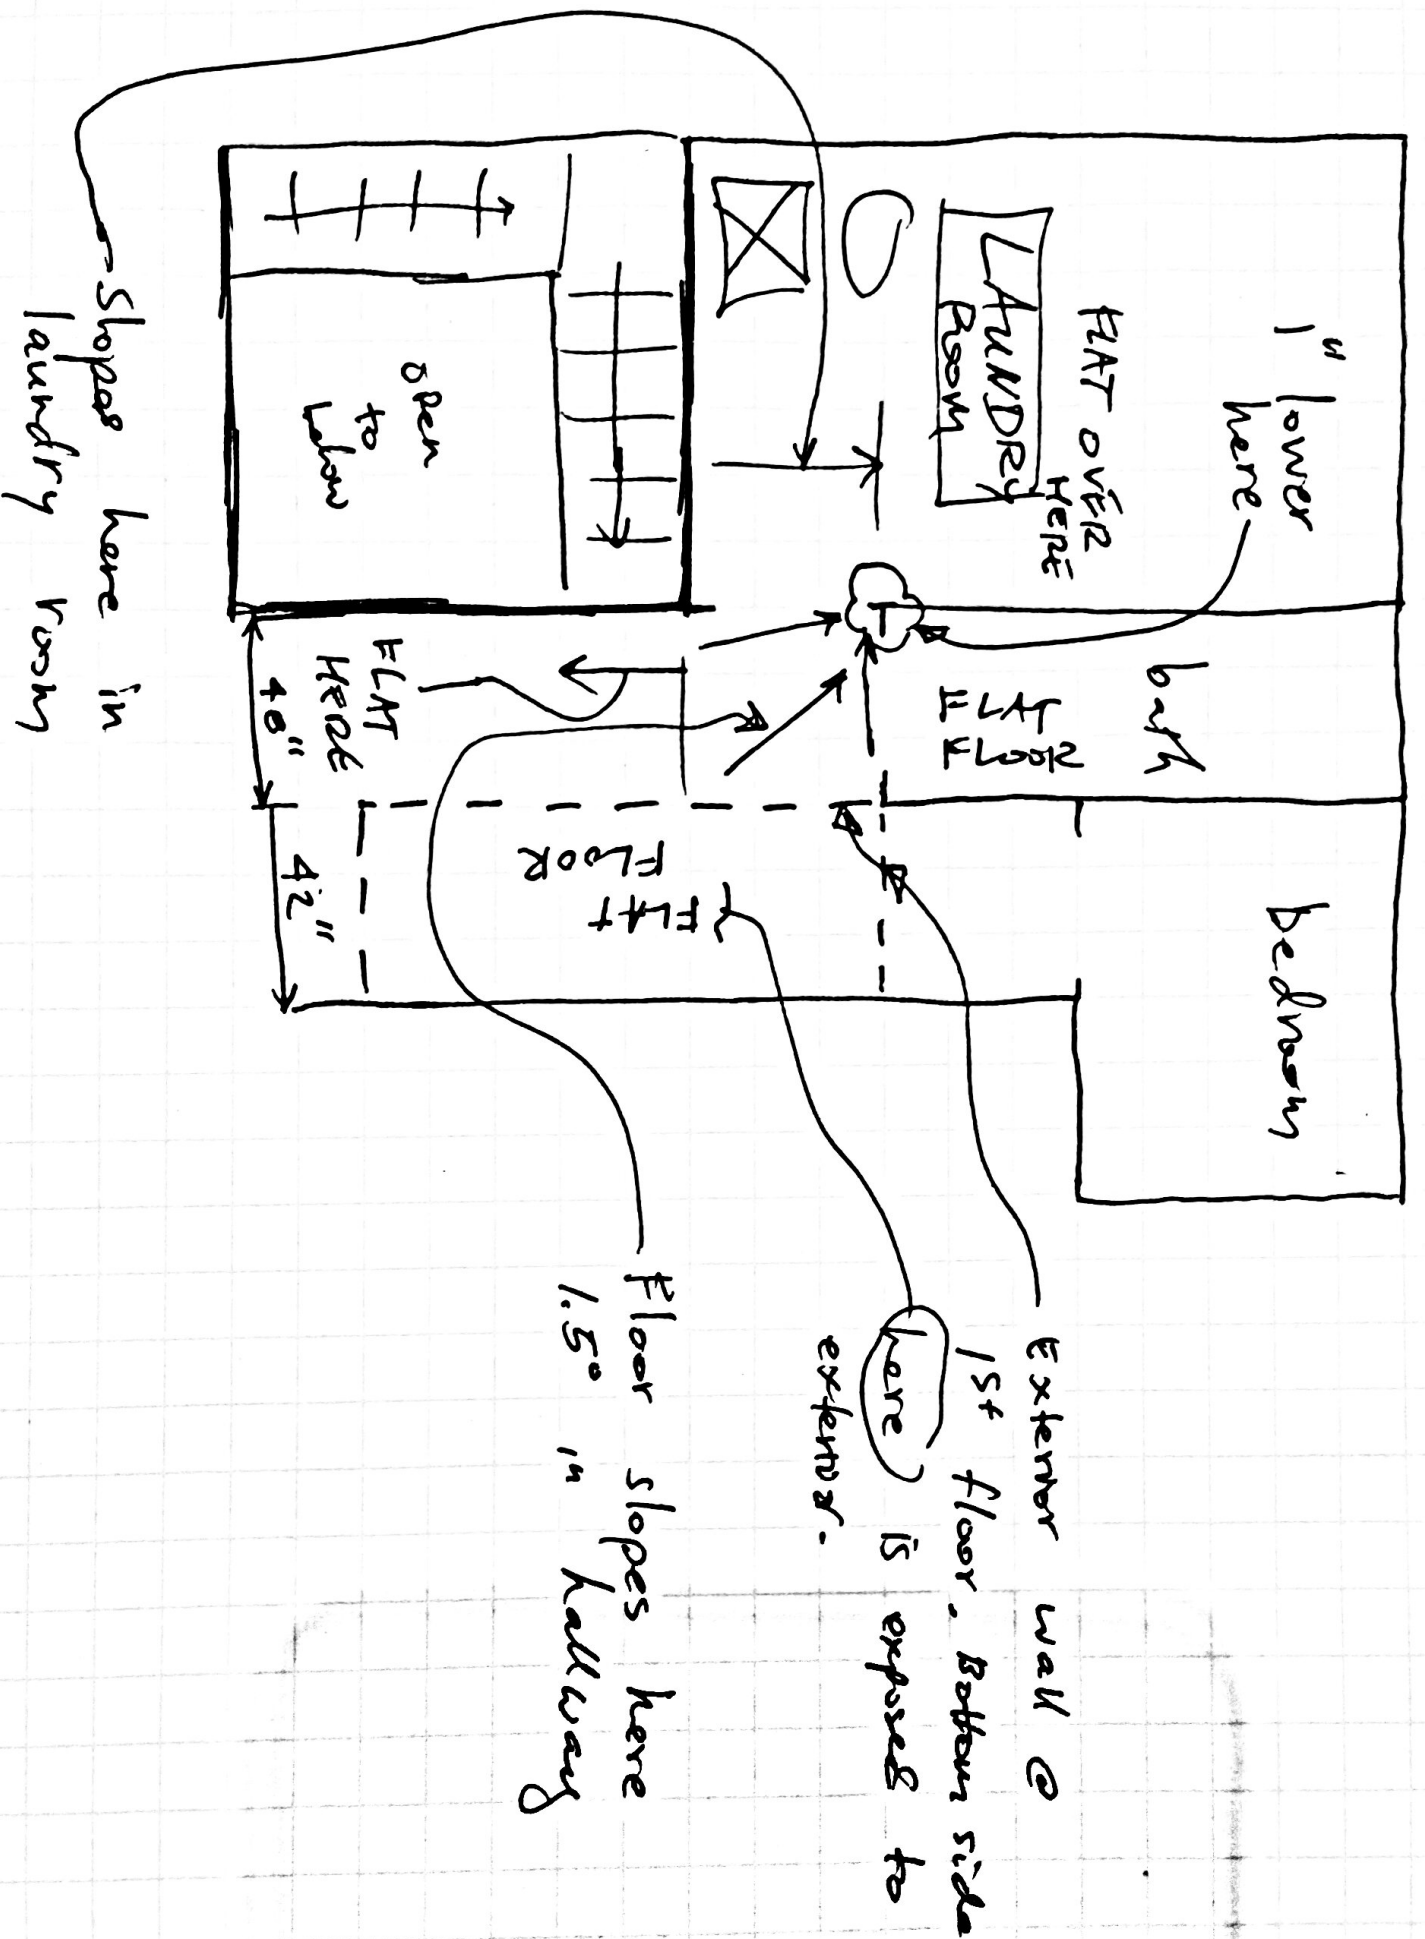 1" lower
here
FLAT OVER
HERE
LAUNDRY
ROOM
bath
FLAT
FLOOR
bedroom
open
to
below
FLAT
HERE
40"
42"
FLAT
FLOOR
Slopes here in
laundry room
Exterior wall @
1st floor. Bottom side
here is exposed to
exterior.
Floor slopes here
1.5° in hallway